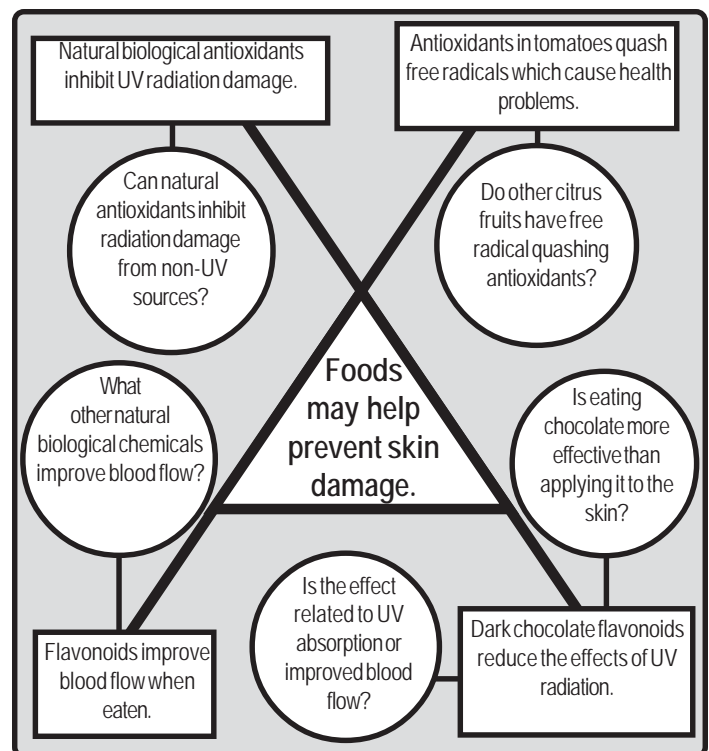 Natural biological antioxidants
inhibit UV radiation damage.
Antioxidants in tomatoes quash
free radicals which cause health
problems.
Can natural
antioxidants inhibit
radiation damage
from non-UV
sources?
Do other citrus
fruits have free
radical quashing
antioxidants?
What
other natural
biological chemicals
improve blood flow?
Foods
may help
prevent skin
damage.
Is eating
chocolate more
effective than
applying it to the
skin?
Is the effect
related to UV
absorption or
improved blood
flow?
Flavonoids improve
blood flow when
eaten.
Dark chocolate flavonoids
reduce the effects of UV
radiation.